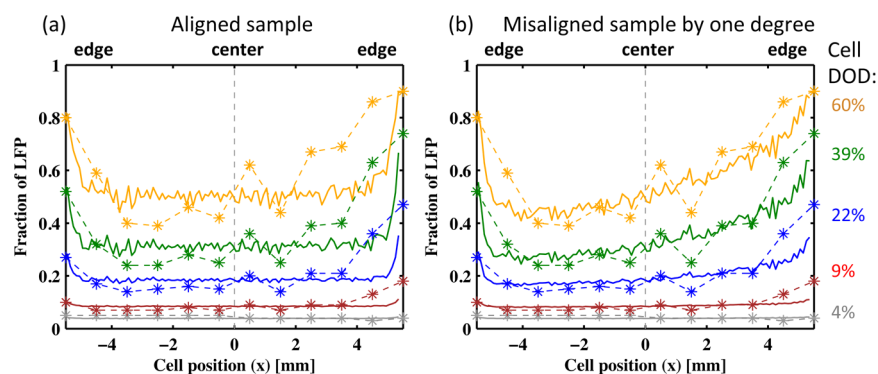 (a) Aligned sample
edge center edge
1
0.8
0.6
0.4
0.2
0
Fraction of LFP
−4 −2 0 2 4
Cell position (x) [mm]
(b) Misaligned sample by one degree
edge center edge
1
0.8
0.6
0.4
0.2
0
Fraction of LFP
−4 −2 0 2 4
Cell position (x) [mm]
Cell
DOD:
60%
39%
22%
9%
4%